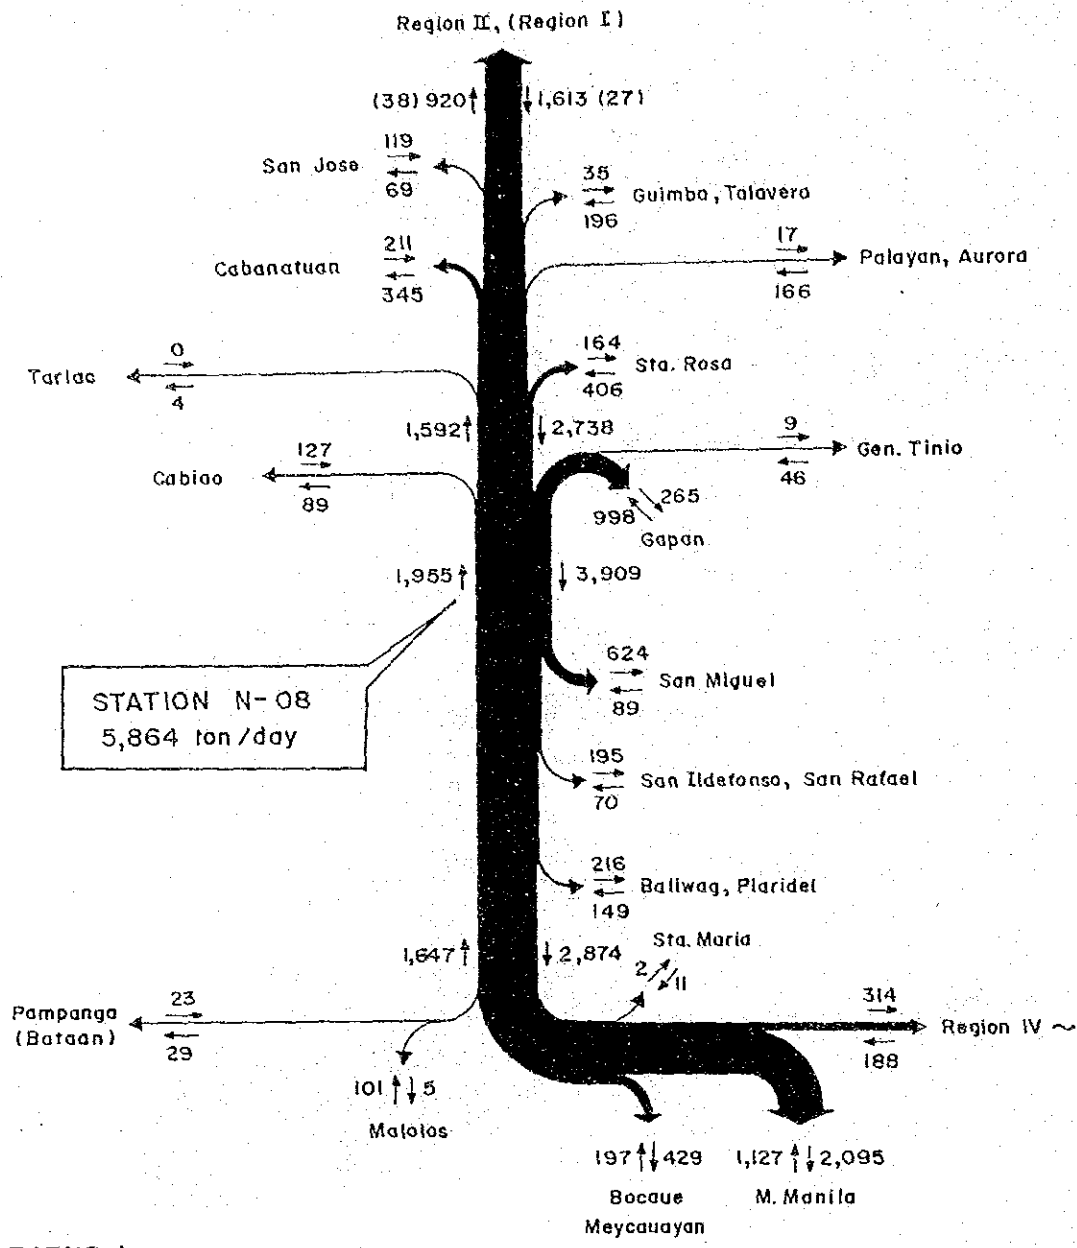 Region II, (Region I)
(38) 920 1,613 (27)
119
San Jose
69
35
Guimba, Talavera
196
211
Cabanatuan
345
17
Palayan, Aurora
166
0
Tarlac
4
164
Sta. Rosa
406
1,592 2,738
9
Gen. Tinio
46
127
Cabiao
89
265
998
Gapan
1,955 3,909
624
San Miguel
89
STATION N-08
5,864 ton/day
195
San Ildefonso, San Rafael
70
216
Baliwag, Plaridel
149
Sta. Maria
1,647 2,874
2 11
23
Pampanga
(Bataan)
29
314
Region IV ~
188
101 5
Malolos
197 429 1,127 2,095
Bocaue M. Manila
Meycauayan